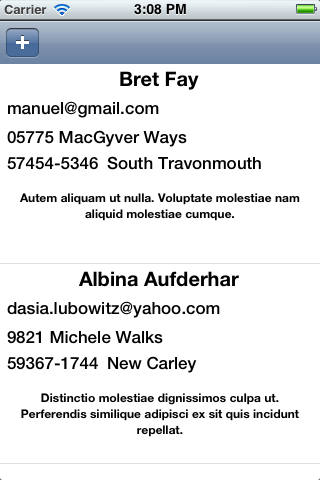 Carrier 3:08 PM
+
Bret Fay
manuel@gmail.com
05775 MacGyver Ways
57454-5346 South Travonmouth
Autem aliquam ut nulla. Voluptate molestiae nam
aliquid molestiae cumque.
Albina Aufderhar
dasia.lubowitz@yahoo.com
9821 Michele Walks
59367-1744 New Carley
Distinctio molestiae dignissimos culpa ut.
Perferendis similique adipisci ex sit quis incidunt
repellat.